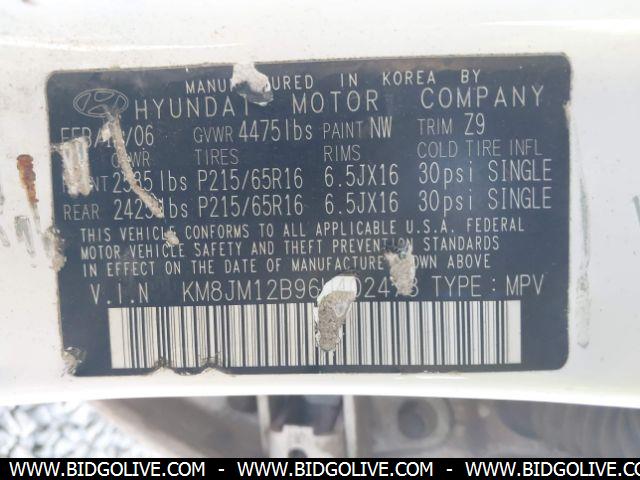 MANUFACTURED IN KOREA BY
HYUNDAI MOTOR COMPANY
GVWR 4475lbs PAINT NW TRIM Z9
TIRES RIMS COLD TIRE INFL
P215/65R16 6.5JX16 30psi SINGLE
REAR lbs P215/65R16 6.5JX16 30psi SINGLE
THIS VEHICLE CONFORMS TO ALL APPLICABLE U.S.A. FEDERAL
MOTOR VEHICLE SAFETY AND THEFT PREVENTION STANDARDS
IN EFFECT ON THE DATE OF MANUFACTURE SHOWN ABOVE
V.I.N TYPE : MPV
WWW.BIDGOLIVE.COM - WWW.BIDGOLIVE.COM - WWW.BIDGOLIVE.COM